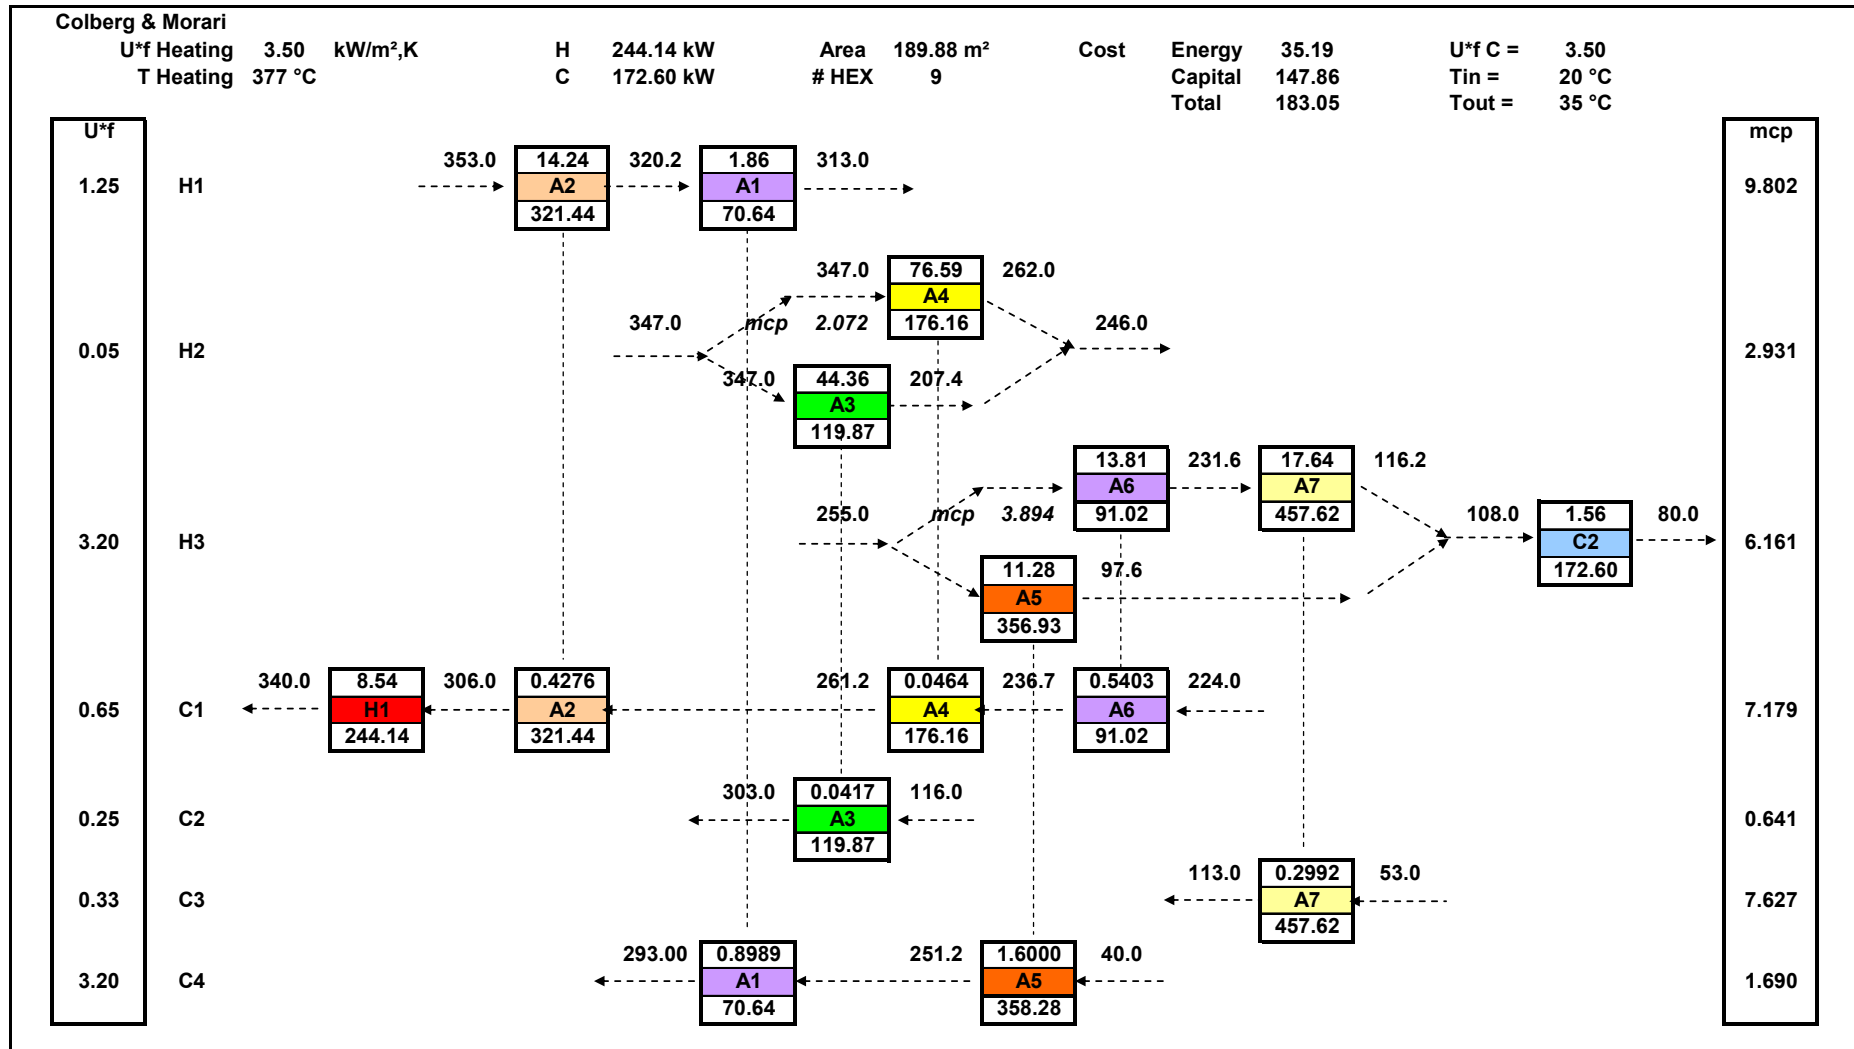 Colberg & Morari
U*f Heating 3.50 kW/m²,K H 244.14 kW Area 189.88 m² Cost Energy 35.19 U*f C = 3.50
T Heating 377 °C C 172.60 kW # HEX 9 Capital 147.86 Tin = 20 °C
Total 183.05 Tout = 35 °C
U*f mcp
353.0 14.24 320.2 1.86 313.0
1.25 H1 A2 A1 9.802
321.44 70.64
347.0 76.59 262.0
A4
347.0 mcp 2.072 176.16 246.0
0.05 H2 2.931
347.0 44.36 207.4
A3
119.87
13.81 231.6 17.64 116.2
A6 A7
255.0 mcp 3.894 91.02 457.62 108.0 1.56 80.0
3.20 H3 C2 6.161
11.28 97.6 172.60
A5
356.93
340.0 8.54 306.0 0.4276 261.2 0.0464 236.7 0.5403 224.0
0.65 C1 H1 A2 A4 A6 7.179
244.14 321.44 176.16 91.02
303.0 0.0417 116.0
0.25 C2 A3 0.641
119.87
113.0 0.2992 53.0
0.33 C3 A7 7.627
457.62
293.00 0.8989 251.2 1.6000 40.0
3.20 C4 A1 A5 1.690
70.64 358.28